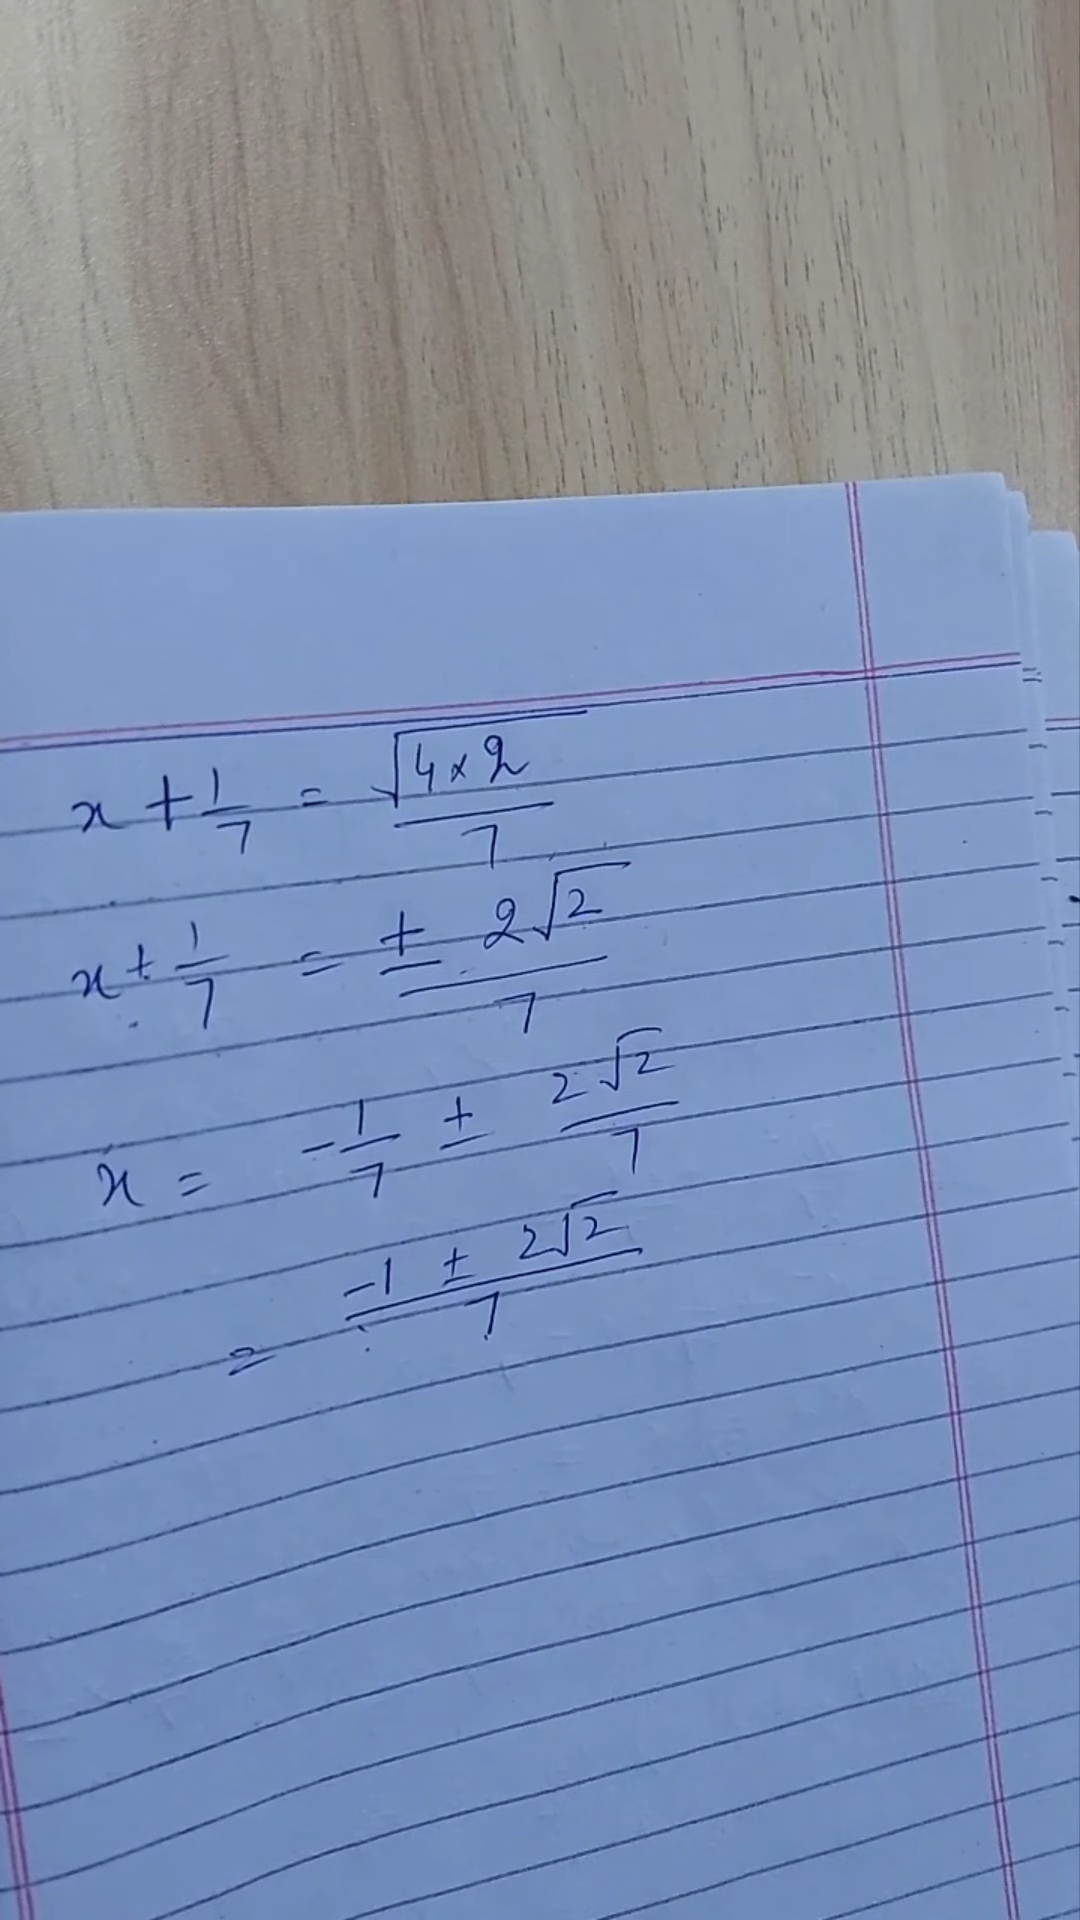 x + 1/7 = √(4×2)/7
x + 1/7 = ± 2√2/7
x = -1/7 ± 2√2/7
= -1 ± 2√2/7